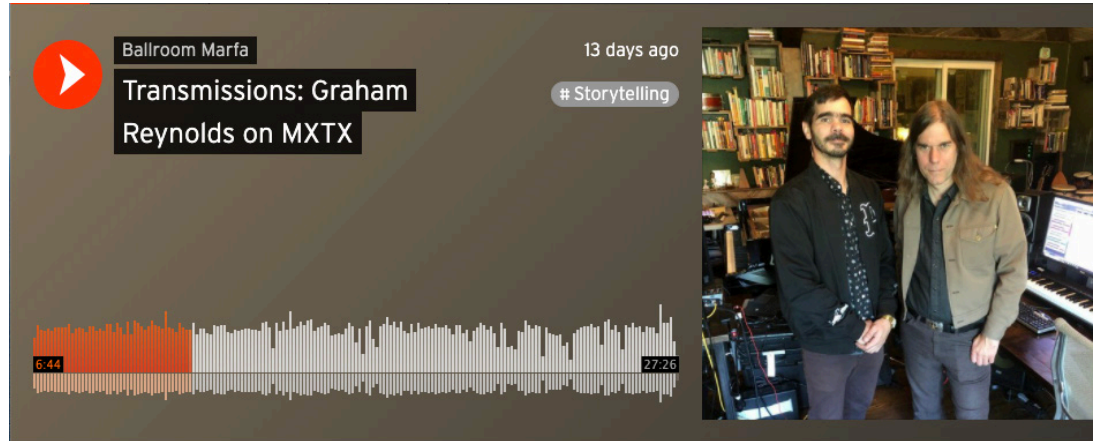 Ballroom Marfa
13 days ago
Transmissions: Graham
# Storytelling
Reynolds on MXTX
6:44
27:26
P
T